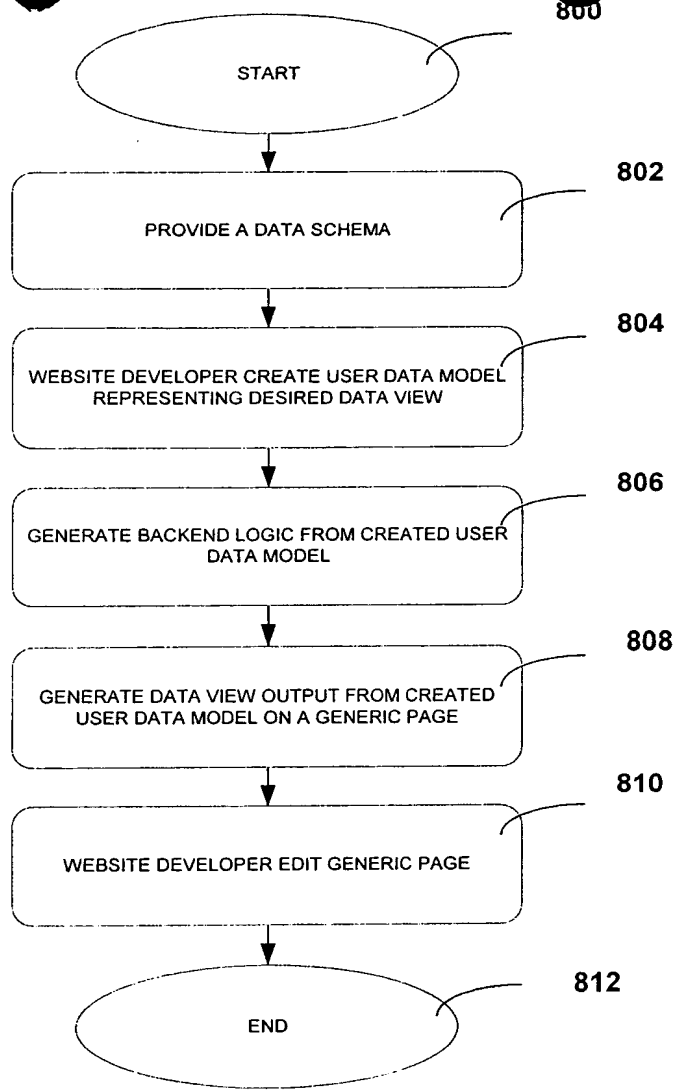 800
START
802
PROVIDE A DATA SCHEMA
804
WEBSITE DEVELOPER CREATE USER DATA MODEL
REPRESENTING DESIRED DATA VIEW
806
GENERATE BACKEND LOGIC FROM CREATED USER
DATA MODEL
808
GENERATE DATA VIEW OUTPUT FROM CREATED
USER DATA MODEL ON A GENERIC PAGE
810
WEBSITE DEVELOPER EDIT GENERIC PAGE
812
END